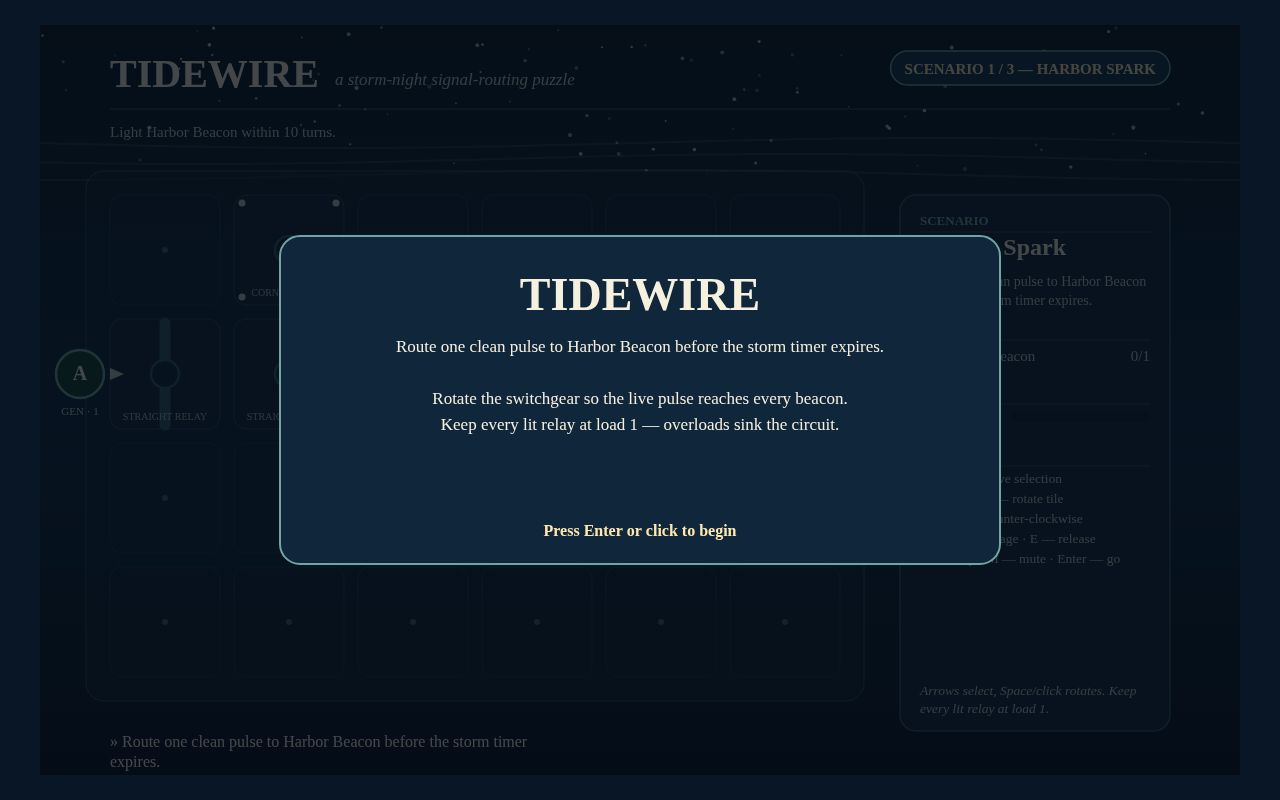 TIDEWIRE a storm-night signal-routing puzzle
SCENARIO 1 / 3 — HARBOR SPARK
Light Harbor Beacon within 10 turns.
SCENARIO
Spark
pulse to Harbor Beacon
timer expires.
0/1
selection
— rotate tile
· E — release
— mute · Enter — go
Arrows select, Space/click rotates. Keep
every lit relay at load 1.
A
GEN · 1
STRAIGHT RELAY
TIDEWIRE
Route one clean pulse to Harbor Beacon before the storm timer expires.
Rotate the switchgear so the live pulse reaches every beacon.
Keep every lit relay at load 1 — overloads sink the circuit.
Press Enter or click to begin
» Route one clean pulse to Harbor Beacon before the storm timer
expires.